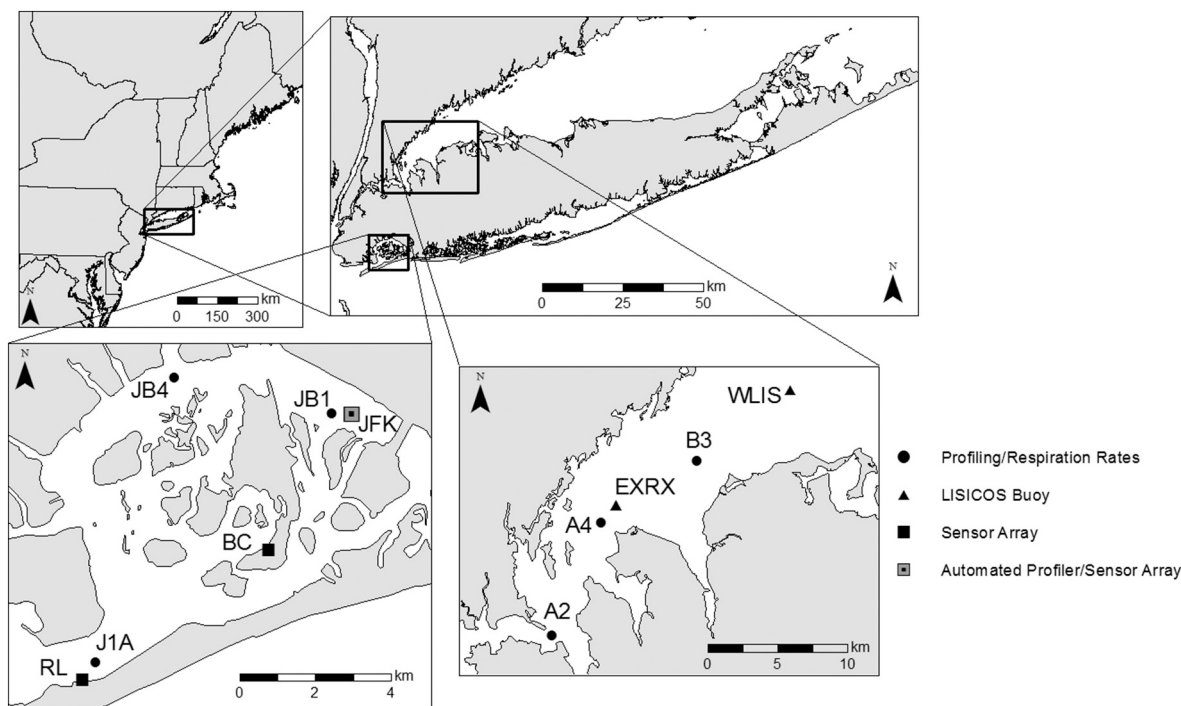 N
km
0 150 300
km
0 25 50
N
N
JB4
JB1
JFK
BC
J1A
RL
km
0 2 4
N
WLIS
B3
EXRX
A4
A2
km
0 5 10
Profiling/Respiration Rates
LISICOS Buoy
Sensor Array
Automated Profiler/Sensor Array